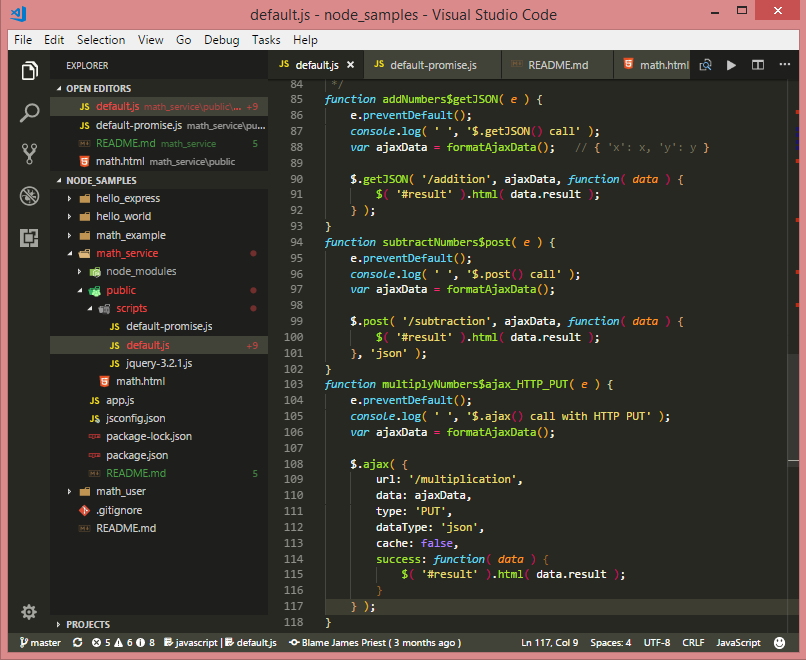 default.js - node_samples - Visual Studio Code
File Edit Selection View Go Debug Tasks Help
EXPLORER
OPEN EDITORS
JS default.js math_service\public\... +9
JS default-promise.js math_service\pu...
README.md math_service 5
math.html math_service\public
NODE_SAMPLES
hello_express
hello_world
math_example
math_service
node_modules
public
scripts
JS default-promise.js
JS default.js +9
JS jquery-3.2.1.js
math.html
JS app.js
JS jsconfig.json
package-lock.json
package.json
README.md 5
math_user
.gitignore
README.md
PROJECTS
JS default.js × JS default-promise.js README.md math.html
84 */
85 function addNumbers$getJSON( e ) {
86 e.preventDefault();
87 console.log( ' ', '$.getJSON() call' );
88 var ajaxData = formatAjaxData(); // { 'x': x, 'y': y }
89
90 $.getJSON( '/addition', ajaxData, function( data ) {
91 $( '#result' ).html( data.result );
92 } );
93 }
94 function subtractNumbers$post( e ) {
95 e.preventDefault();
96 console.log( ' ', '$.post() call' );
97 var ajaxData = formatAjaxData();
98
99 $.post( '/subtraction', ajaxData, function( data ) {
100 $( '#result' ).html( data.result );
101 }, 'json' );
102 }
103 function multiplyNumbers$ajax_HTTP_PUT( e ) {
104 e.preventDefault();
105 console.log( ' ', '$.ajax() call with HTTP PUT' );
106 var ajaxData = formatAjaxData();
107
108 $.ajax( {
109 url: '/multiplication',
110 data: ajaxData,
111 type: 'PUT',
112 dataType: 'json',
113 cache: false,
114 success: function( data ) {
115 $( '#result' ).html( data.result );
116 }
117 } );
118 }
master 5 6 8 javascript | default.js Blame James Priest ( 3 months ago ) Ln 117, Col 9 Spaces: 4 UTF-8 CRLF JavaScript